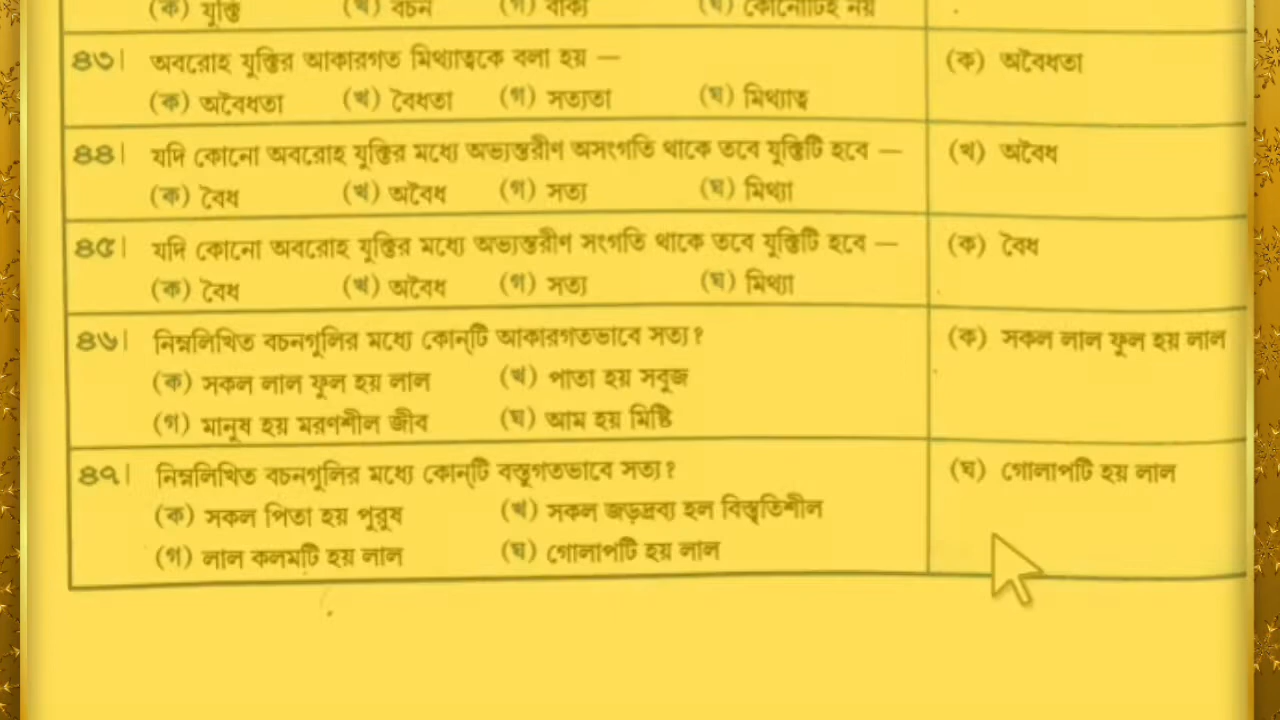 (ক) যুক্তি (খ) বচন (গ) বাক্য (ঘ) কোনোটিই নয়
৪৩। অবরোহ যুক্তির আকারগত মিথ্যাত্বকে বলা হয় — (ক) অবৈধতা
(ক) অবৈধতা (খ) বৈধতা (গ) সত্যতা (ঘ) মিথ্যাত্ব
৪৪। যদি কোনো অবরোহ যুক্তির মধ্যে অভ্যন্তরীণ অসংগতি থাকে তবে যুক্তিটি হবে — (খ) অবৈধ
(ক) বৈধ (খ) অবৈধ (গ) সত্য (ঘ) মিথ্যা
৪৫। যদি কোনো অবরোহ যুক্তির মধ্যে অভ্যন্তরীণ সংগতি থাকে তবে যুক্তিটি হবে — (ক) বৈধ
(ক) বৈধ (খ) অবৈধ (গ) সত্য (ঘ) মিথ্যা
৪৬। নিম্নলিখিত বচনগুলির মধ্যে কোন্‌টি আকারগতভাবে সত্য? (ক) সকল লাল ফুল হয় লাল
(ক) সকল লাল ফুল হয় লাল (খ) পাতা হয় সবুজ
(গ) মানুষ হয় মরণশীল জীব (ঘ) আম হয় মিষ্টি
৪৭। নিম্নলিখিত বচনগুলির মধ্যে কোন্‌টি বস্তুগতভাবে সত্য? (ঘ) গোলাপটি হয় লাল
(ক) সকল পিতা হয় পুরুষ (খ) সকল জড়দ্রব্য হল বিস্তৃতিশীল
(গ) লাল কলমটি হয় লাল (ঘ) গোলাপটি হয় লাল